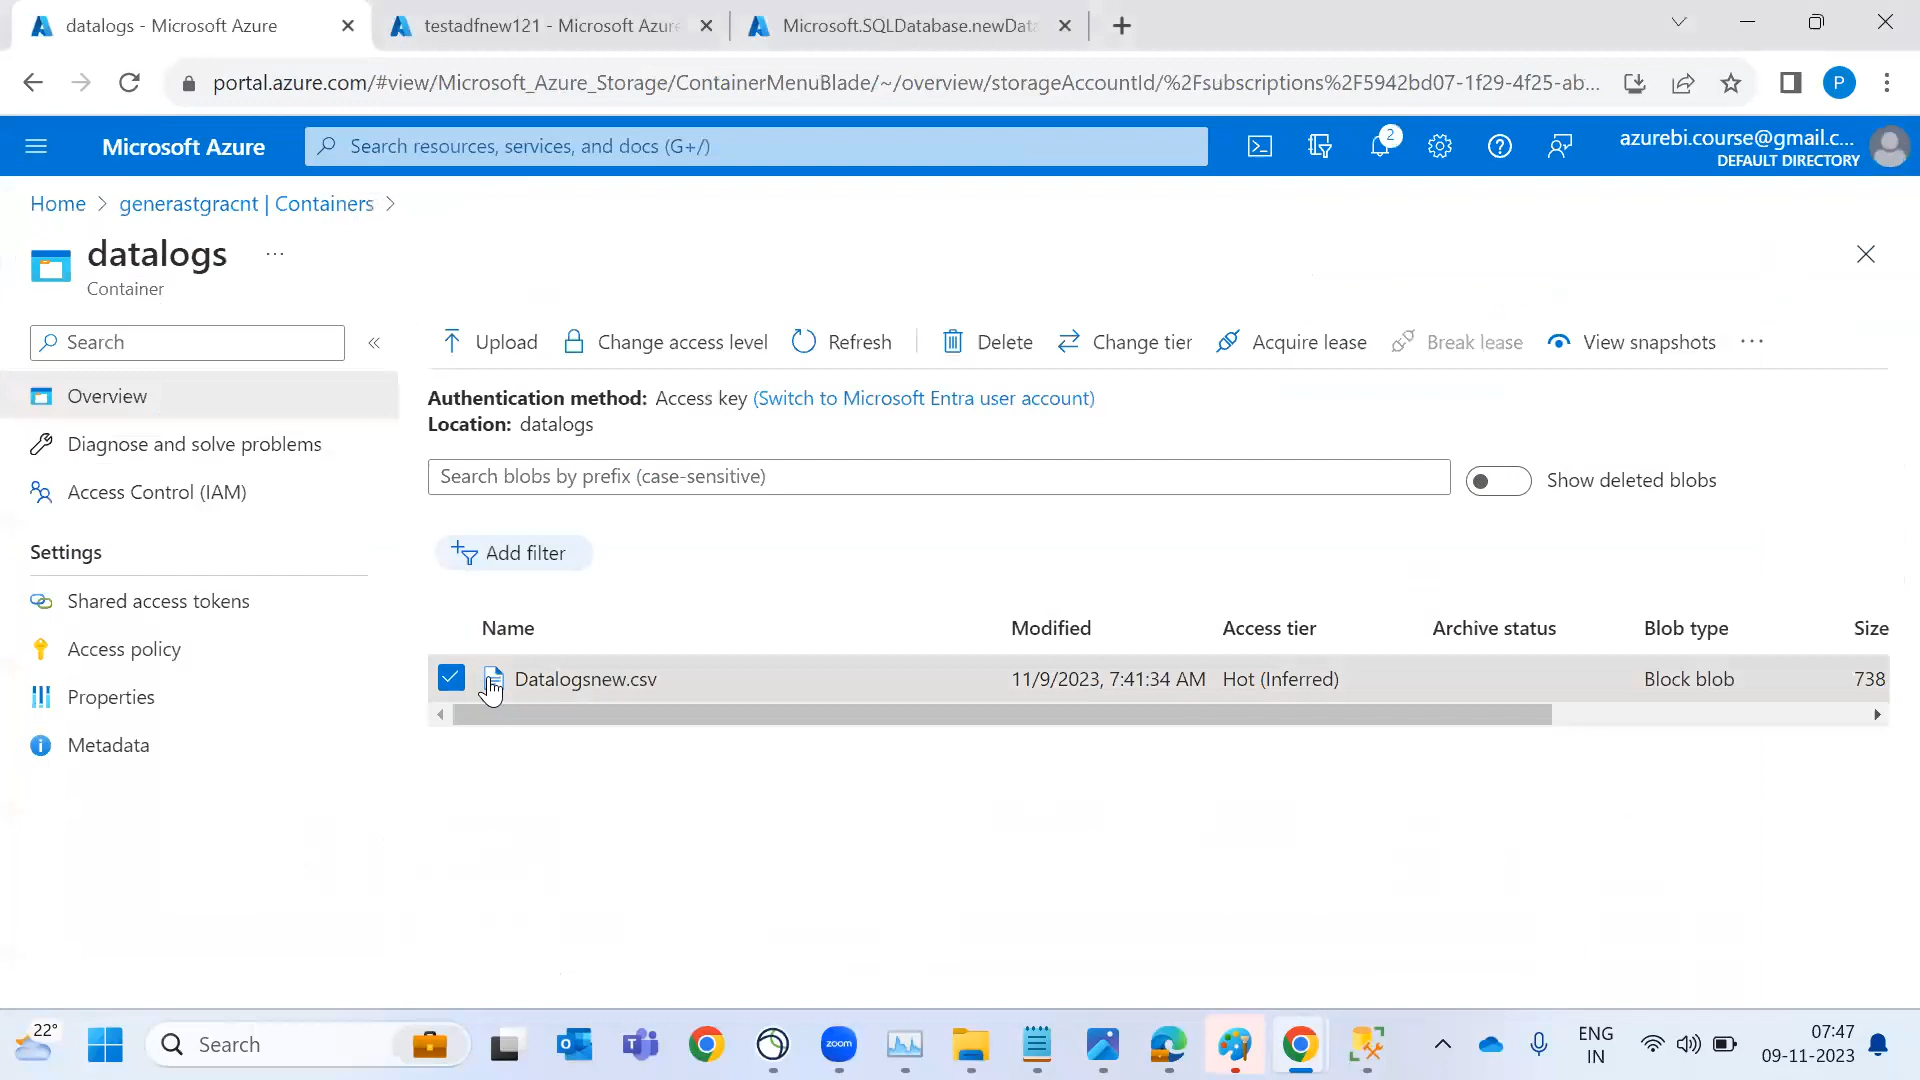 datalogs - Microsoft Azure
testadfnew121 - Microsoft Azure
Microsoft.SQLDatabase.newData
portal.azure.com/#view/Microsoft_Azure_Storage/ContainerMenuBlade/~/overview/storageAccountId/%2Fsubscriptions%2F5942bd07-1f29-4f25-ab...
P
Microsoft Azure
Search resources, services, and docs (G+/)
2
azurebi.course@gmail.c...
DEFAULT DIRECTORY
Home > generastgracnt | Containers >
datalogs ...
Container
Search
«
Upload
Change access level
Refresh
Delete
Change tier
Acquire lease
Break lease
View snapshots
...
Overview
Diagnose and solve problems
Access Control (IAM)
Settings
Shared access tokens
Access policy
Properties
Metadata
Authentication method: Access key (Switch to Microsoft Entra user account)
Location: datalogs
Search blobs by prefix (case-sensitive)
Show deleted blobs
Add filter
Name Modified Access tier Archive status Blob type Size
Datalogsnew.csv 11/9/2023, 7:41:34 AM Hot (Inferred) Block blob 738
22°
Search
zoom
ENG
IN
07:47
09-11-2023